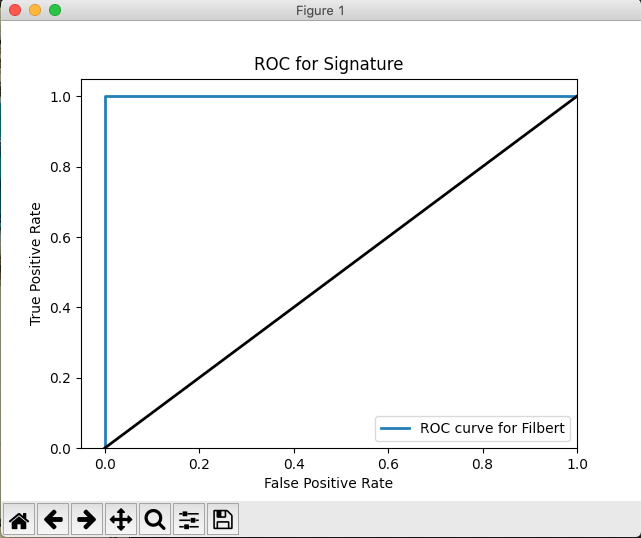 Figure 1
ROC for Signature
1.0
0.8
0.6
0.4
0.2
0.0
True Positive Rate
ROC curve for Filbert
0.0 0.2 0.4 0.6 0.8 1.0
False Positive Rate